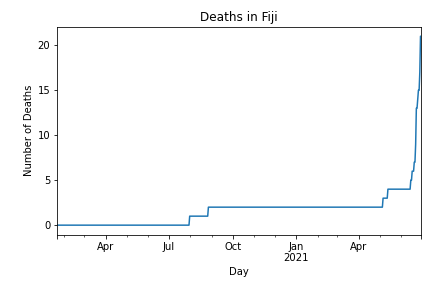 Deaths in Fiji
20
15
10
5
0
Number of Deaths
Apr
Jul
Oct
Jan
2021
Apr
Day